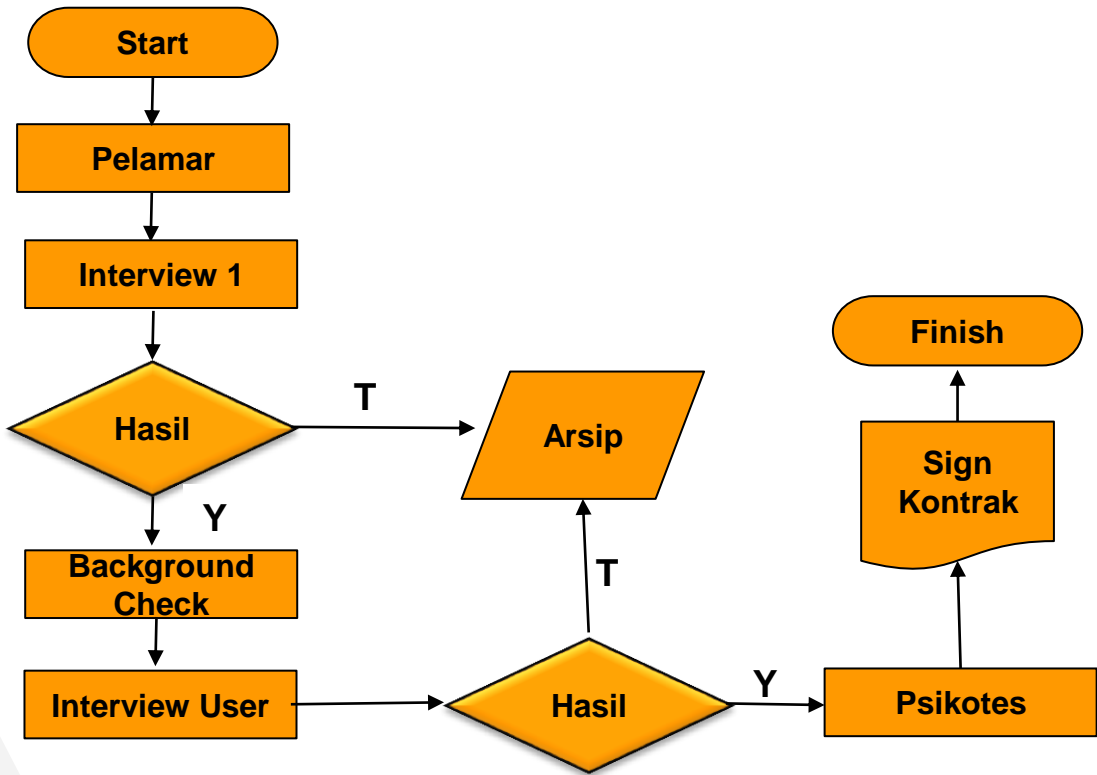 Start
Pelamar
Interview 1
Hasil
T
Arsip
Y
Background
Check
Interview User
Hasil
T
Y
Psikotes
Sign
Kontrak
Finish